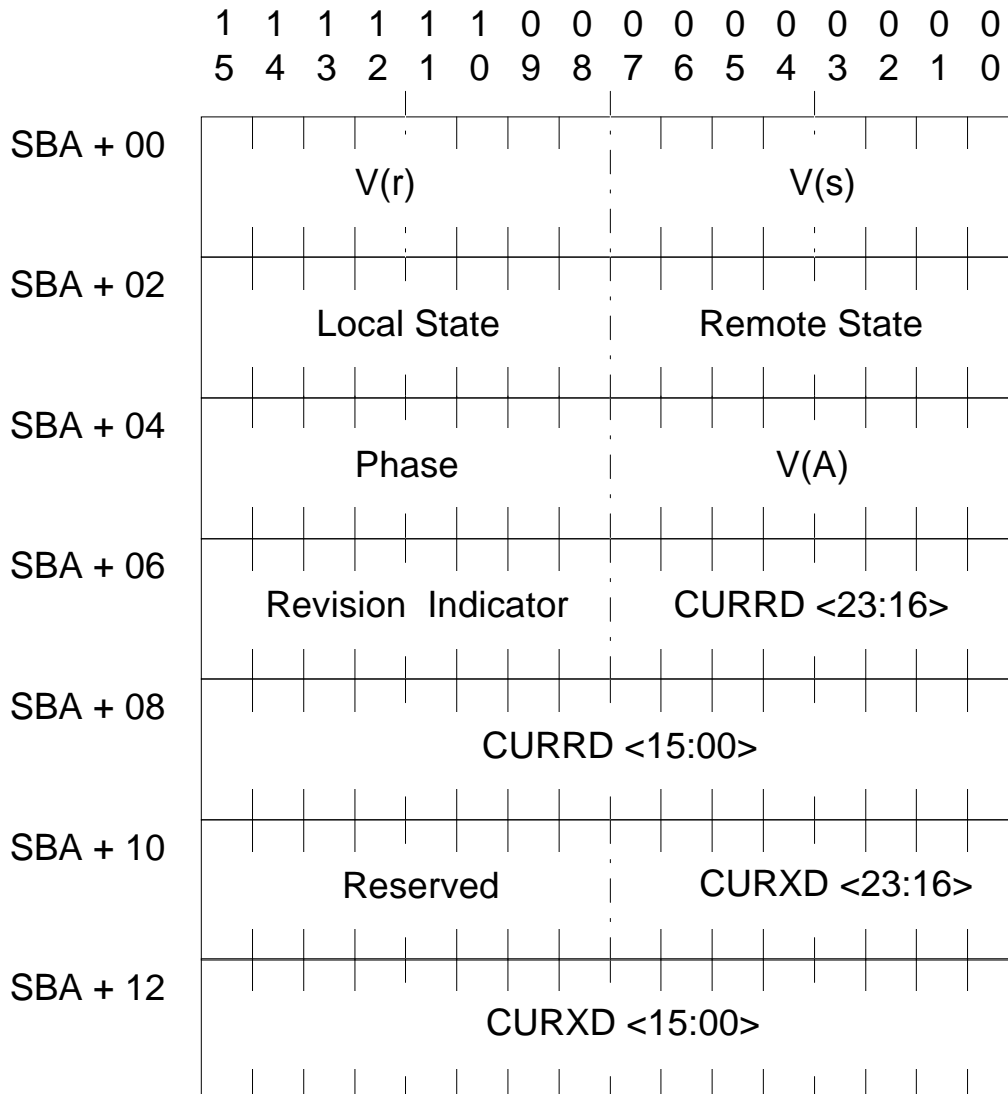 1 1 1 1 1 1 0 0 0 0 0 0 0 0 0 0
5 4 3 2 1 0 9 8 7 6 5 4 3 2 1 0
SBA + 00
V(r) V(s)
SBA + 02
Local State Remote State
SBA + 04
Phase V(A)
SBA + 06
Revision Indicator CURRD <23:16>
SBA + 08
CURRD <15:00>
SBA + 10
Reserved CURXD <23:16>
SBA + 12
CURXD <15:00>